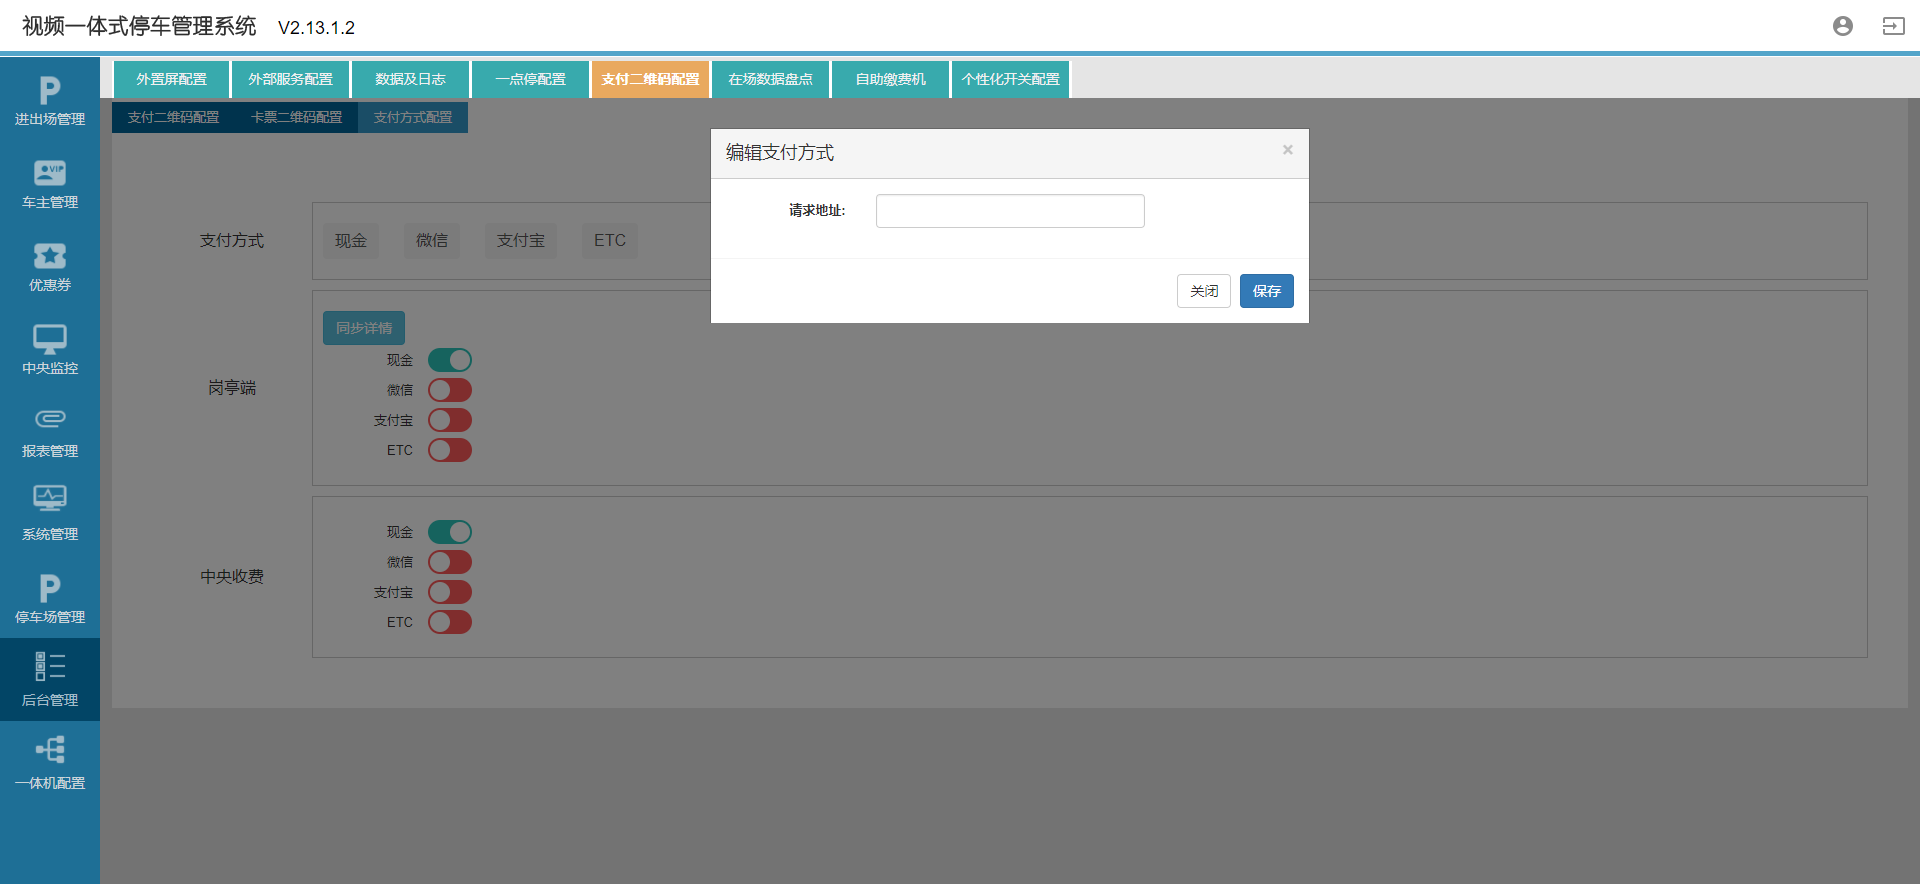 视频一体式停车管理系统 V2.13.1.2
外置屏配置 外部服务配置 数据及日志 一点停配置 支付二维码配置 在场数据盘点 自助缴费机 个性化开关配置
支付二维码配置 卡票二维码配置 支付方式配置
进出场管理
车主管理
优惠券
中央监控
报表管理
系统管理
停车场管理
后台管理
一体机配置
编辑支付方式 ×
请求地址:
关闭 保存
支付方式 现金 微信 支付宝 ETC
岗亭端
同步详情
现金
微信
支付宝
ETC
中央收费
现金
微信
支付宝
ETC